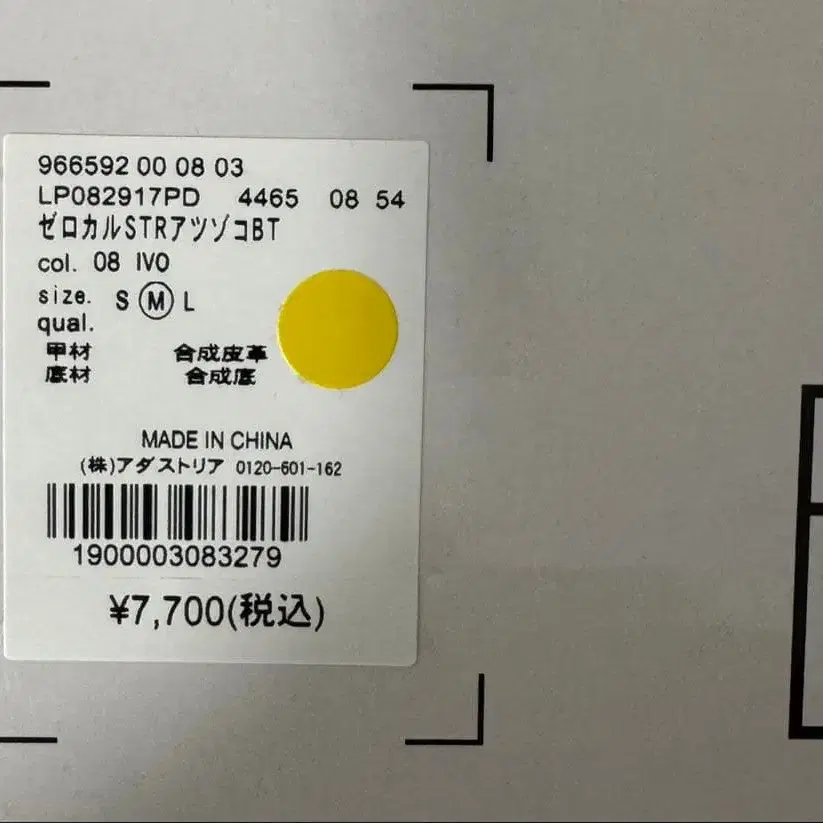 966592 00 08 03
LP082917PD 4465 08 54
ゼロカルSTRアツゾコBT
col. 08 IVO
size. S M L
qual.
甲材 合成皮革
底材 合成底
MADE IN CHINA
(株)アダストリア 0120-601-162
1900003083279
¥7,700(税込)